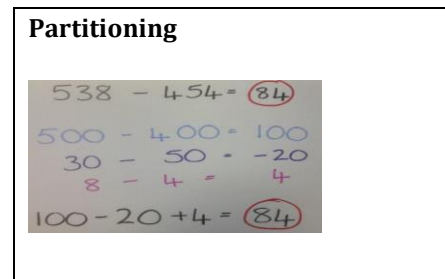 Partitioning
538 - 454 = 84
500 - 400 = 100
30 - 50 = -20
8 - 4 = 4
100 - 20 + 4 = 84